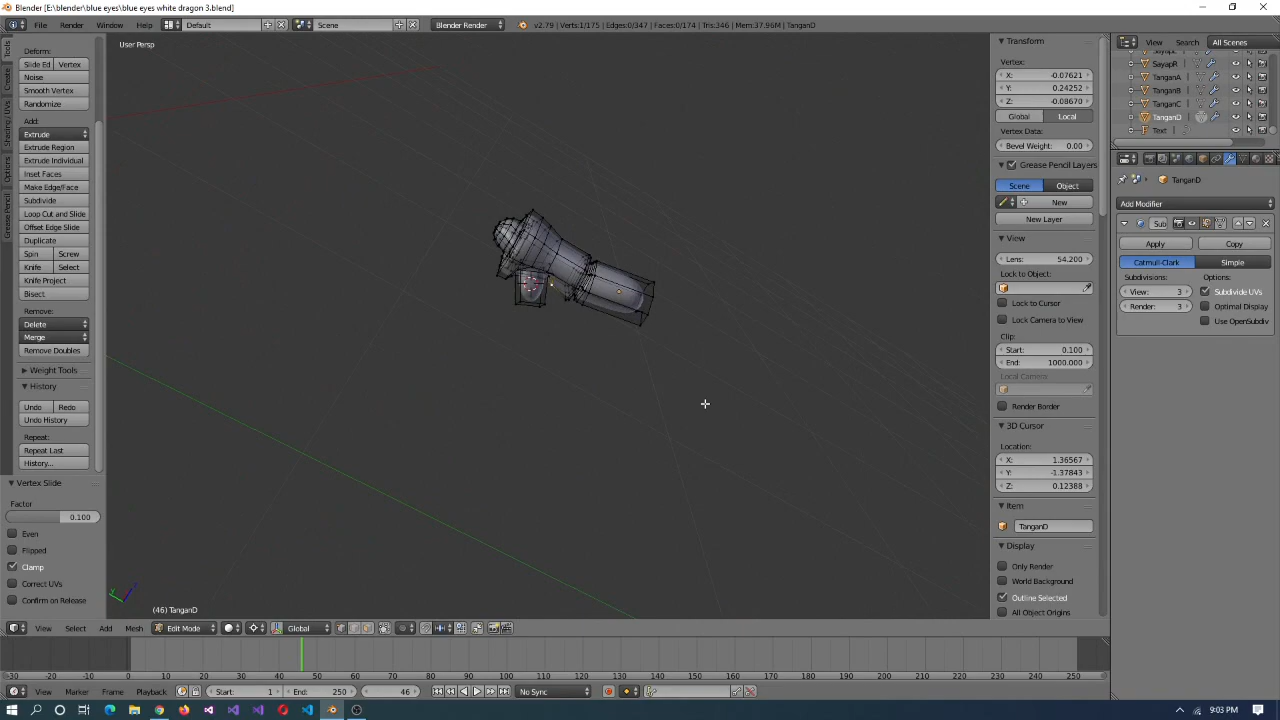 Blender [E:\blender\blue eyes\blue eyes white dragon 3.blend]
File Render Window Help Default Scene Blender Render v2.79 | Verts:1/175 | Edges:0/347 | Faces:0/174 | Tris:346 | Mem:37.96M | TanganD
View Search All Scenes
Tools
Create
Shading / UVs
Options
Grease Pencil
Deform:
Slide Ed Vertex
Noise
Smooth Vertex
Randomize
Add:
Extrude
Extrude Region
Extrude Individual
Inset Faces
Make Edge/Face
Subdivide
Loop Cut and Slide
Offset Edge Slide
Duplicate
Spin Screw
Knife Select
Knife Project
Bisect
Remove:
Delete
Merge
Remove Doubles
Weight Tools
History
Undo Redo
Undo History
Repeat:
Repeat Last
History...
Vertex Slide
Factor
0.100
Even
Flipped
Clamp
Correct UVs
Confirm on Release
User Persp
(46) TanganD
Transform
Vertex:
X: -0.07621
Y: 0.24252
Z: -0.08670
Global Local
Vertex Data:
Bevel Weight: 0.00
Grease Pencil Layers
Scene Object
New
New Layer
View
Lens: 54.200
Lock to Object:
Lock to Cursor
Lock Camera to View
Clip:
Start: 0.100
End: 1000.000
Local Camera:
Render Border
3D Cursor
Location:
X: 1.36567
Y: -1.37843
Z: 0.12388
Item
TanganD
Display
Only Render
World Background
Outline Selected
All Object Origins
SayapR
TanganA
TanganB
TanganC
TanganD
Text
TanganD
Add Modifier
Sub
Apply Copy
Catmull-Clark Simple
Subdivisions: Options:
View: 3 Subdivide UVs
Render: 3 Optimal Display
Use OpenSubdiv
View Select Add Mesh Edit Mode Global
-30 -20 -10 0 10 20 30 40 50 60 70 80 90 100 110 120 130 140 150 160 170 180 190 200 210 220 230 240 250
View Marker Frame Playback Start: 1 End: 250 46 No Sync
9:03 PM